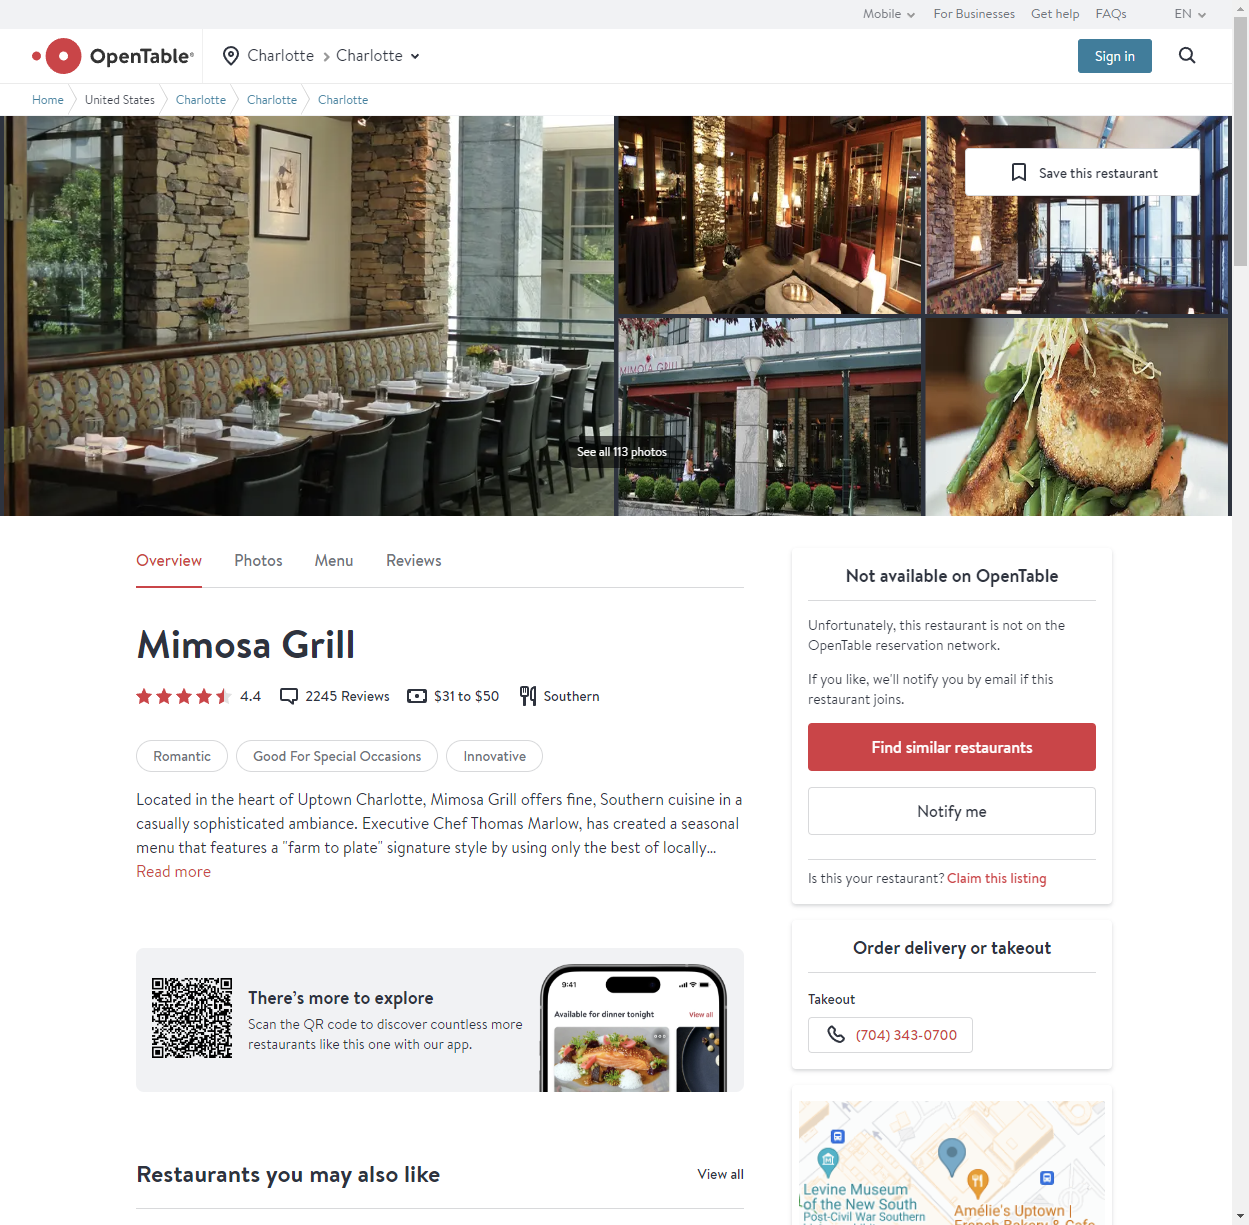 Mobile
For Businesses
Get help
FAQs
EN
OpenTable
Charlotte
Charlotte
Sign in
Home
United States
Charlotte
Charlotte
Charlotte
Save this restaurant
MIMOSA GRILL
See all 113 photos
Overview
Photos
Menu
Reviews
Mimosa Grill
4.4
2245 Reviews
$31 to $50
Southern
Romantic
Good For Special Occasions
Innovative
Located in the heart of Uptown Charlotte, Mimosa Grill offers fine, Southern cuisine in a
casually sophisticated ambiance. Executive Chef Thomas Marlow, has created a seasonal
menu that features a "farm to plate" signature style by using only the best of locally...
Read more
There's more to explore
Scan the QR code to discover countless more
restaurants like this one with our app.
9:41
Available for dinner tonight
View all
Restaurants you may also like
View all
Not available on OpenTable
Unfortunately, this restaurant is not on the
OpenTable reservation network.
If you like, we'll notify you by email if this
restaurant joins.
Find similar restaurants
Notify me
Is this your restaurant? Claim this listing
Order delivery or takeout
Takeout
(704) 343-0700
Levine Museum
of the New South
Post-Civil War Southern
Amélie's Uptown |
French Bakery & Cafe